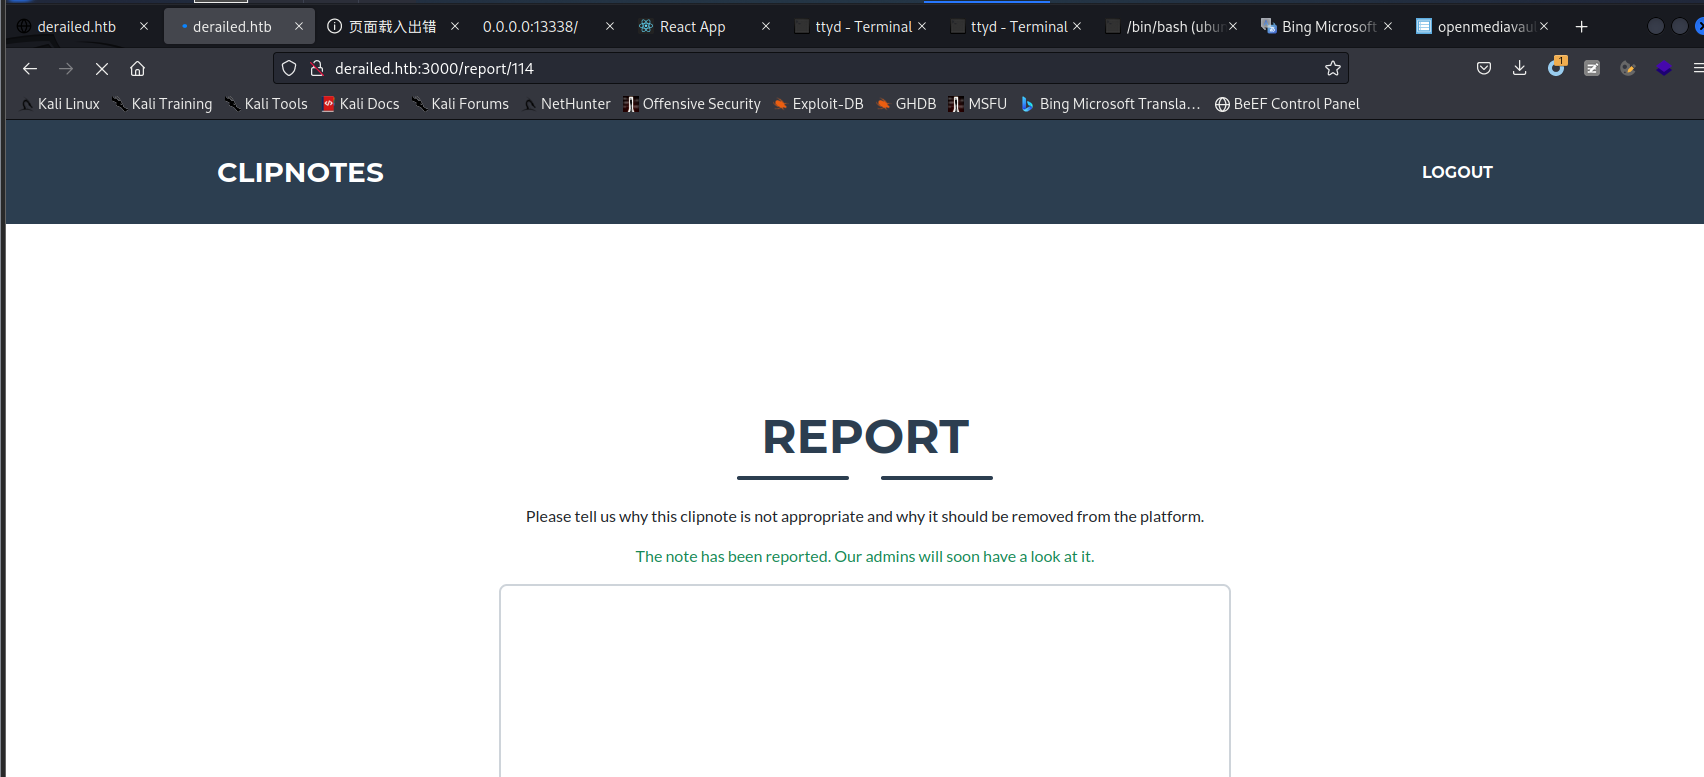 derailed.htb derailed.htb 页面载入出错 0.0.0.0:13338/ React App ttyd - Terminal ttyd - Terminal /bin/bash (ubun Bing Microsoft openmediavaul
derailed.htb:3000/report/114 1
Kali Linux Kali Training Kali Tools Kali Docs Kali Forums NetHunter Offensive Security Exploit-DB GHDB MSFU Bing Microsoft Transla… BeEF Control Panel
CLIPNOTES LOGOUT
REPORT
Please tell us why this clipnote is not appropriate and why it should be removed from the platform.
The note has been reported. Our admins will soon have a look at it.